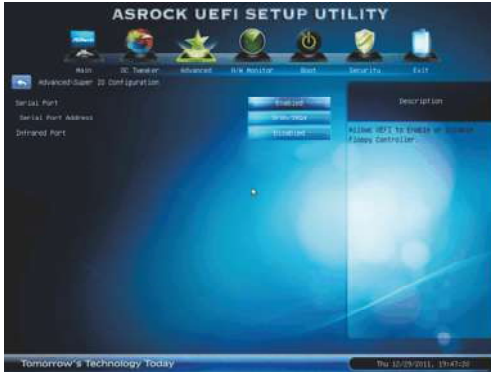 ASROCK UEFI SETUP UTILITY
Main OC Tweaker Advanced H/W Monitor Boot Security Exit
Advanced\Super IO Configuration
Serial Port Enabled
Serial Port Address
Infrared Port Disabled
Description
Allows UEFI to Enable or Disable
Floppy Controller.
Tomorrow's Technology Today
Thu 12/29/2011, 19:47:20